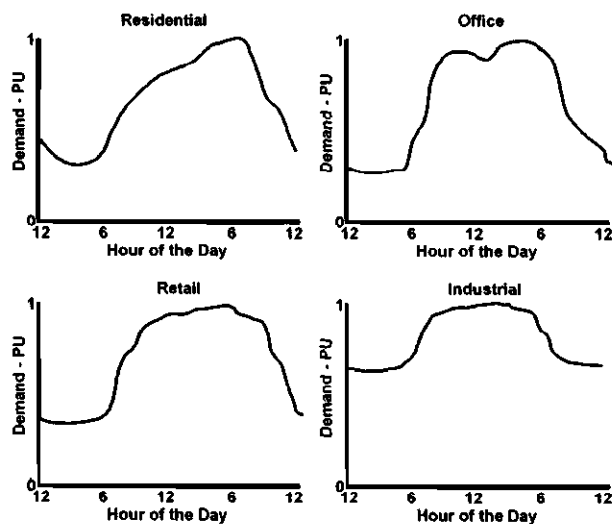 Residential
Demand - PU
1
0
12 6 12 6 12
Hour of the Day
Office
Demand - PU
1
0
12 6 12 6 12
Hour of the Day
Retail
Demand - PU
1
0
12 6 12 6 12
Hour of the Day
Industrial
Demand - PU
1
0
12 6 12 6 12
Hour of the Day